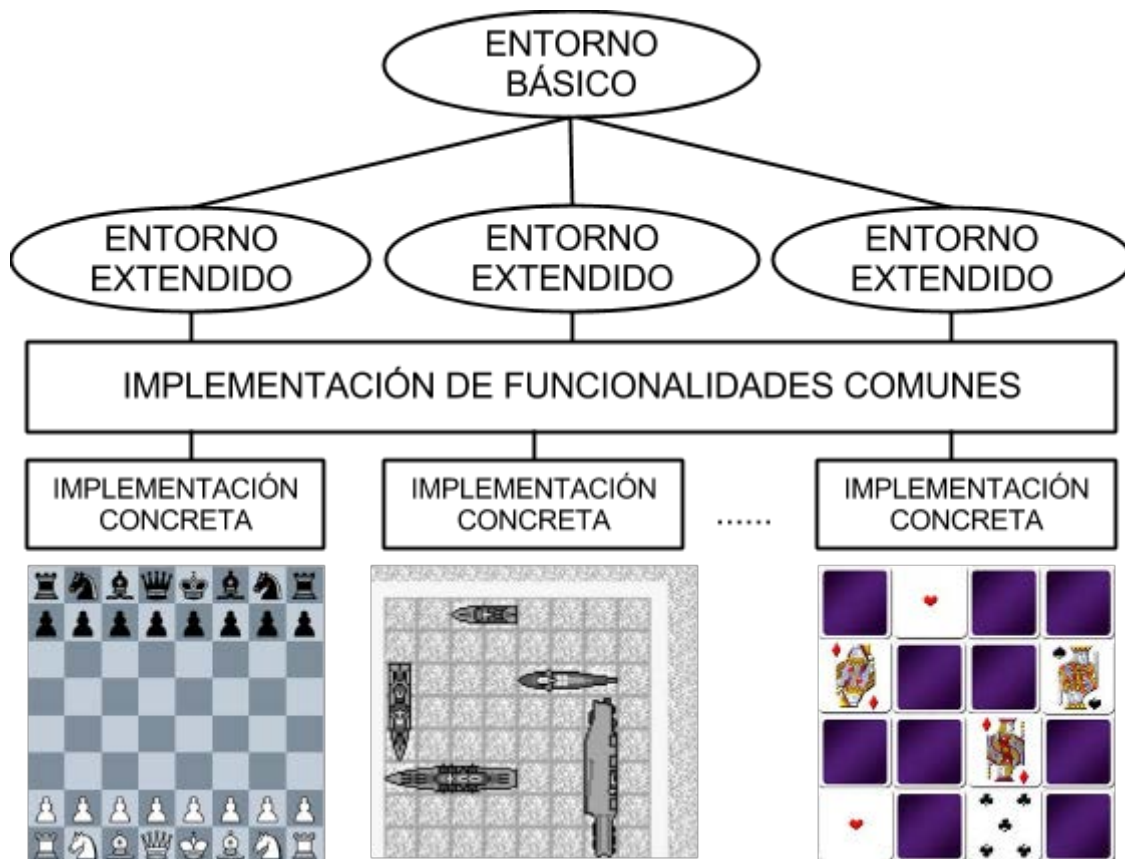 ENTORNO
BÁSICO
ENTORNO
EXTENDIDO
ENTORNO
EXTENDIDO
ENTORNO
EXTENDIDO
IMPLEMENTACIÓN DE FUNCIONALIDADES COMUNES
IMPLEMENTACIÓN
CONCRETA
IMPLEMENTACIÓN
CONCRETA
......
IMPLEMENTACIÓN
CONCRETA